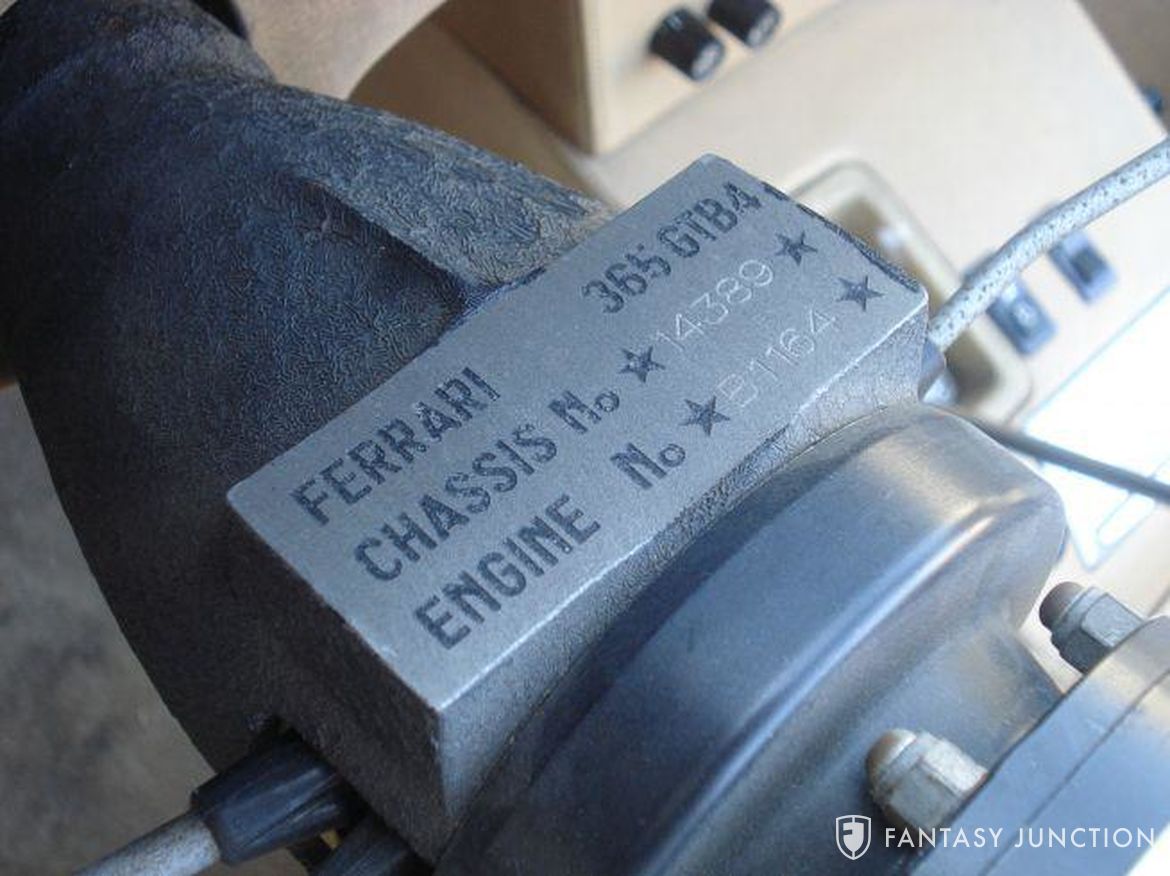 FERRARI 365 GTB4
CHASSIS No ★ 14389 ★
ENGINE No ★ B1164 ★
FANTASY JUNCTION